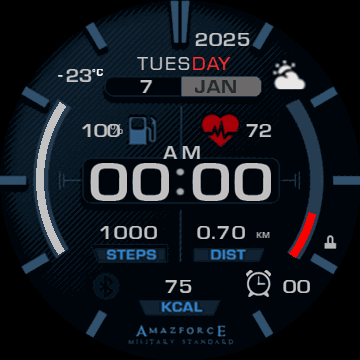 2025
-23°C
TUESDAY
7 JAN
100% 72
AM
00:00
1000 0.70 KM
STEPS DIST
75 00
KCAL
AMAZFORCE
MILITARY STANDARD